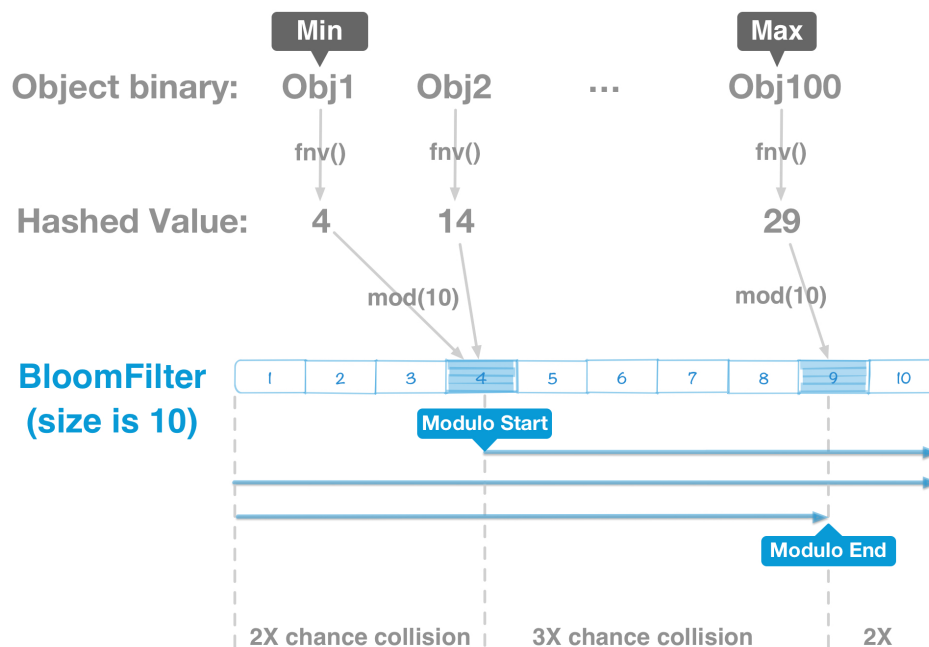 Min Max
Object binary: Obj1 Obj2 ... Obj100
fnv() fnv() fnv()
Hashed Value: 4 14 29
mod(10) mod(10)
BloomFilter 1 2 3 4 5 6 7 8 9 10
(size is 10)
Modulo Start
Modulo End
2X chance collision 3X chance collision 2X